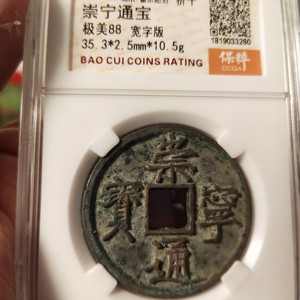 崇宁通宝
极美88 宽字版
35.3*2.5mm*10.5g
BAO CUI COINS RATING
1819033280
保粹
CCGA
崇
寶 寧
通